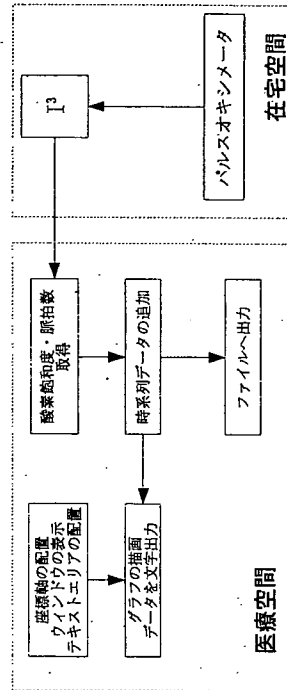 座標軸の配置
ウィンドウの表示
テキストエリアの配置
グラフの描画
データを文字出力
医療空間
酸素飽和度・脈拍数
取得
時系列データの追加
ファイルへ出力
I³
パルズオキシメータ
在宅空間